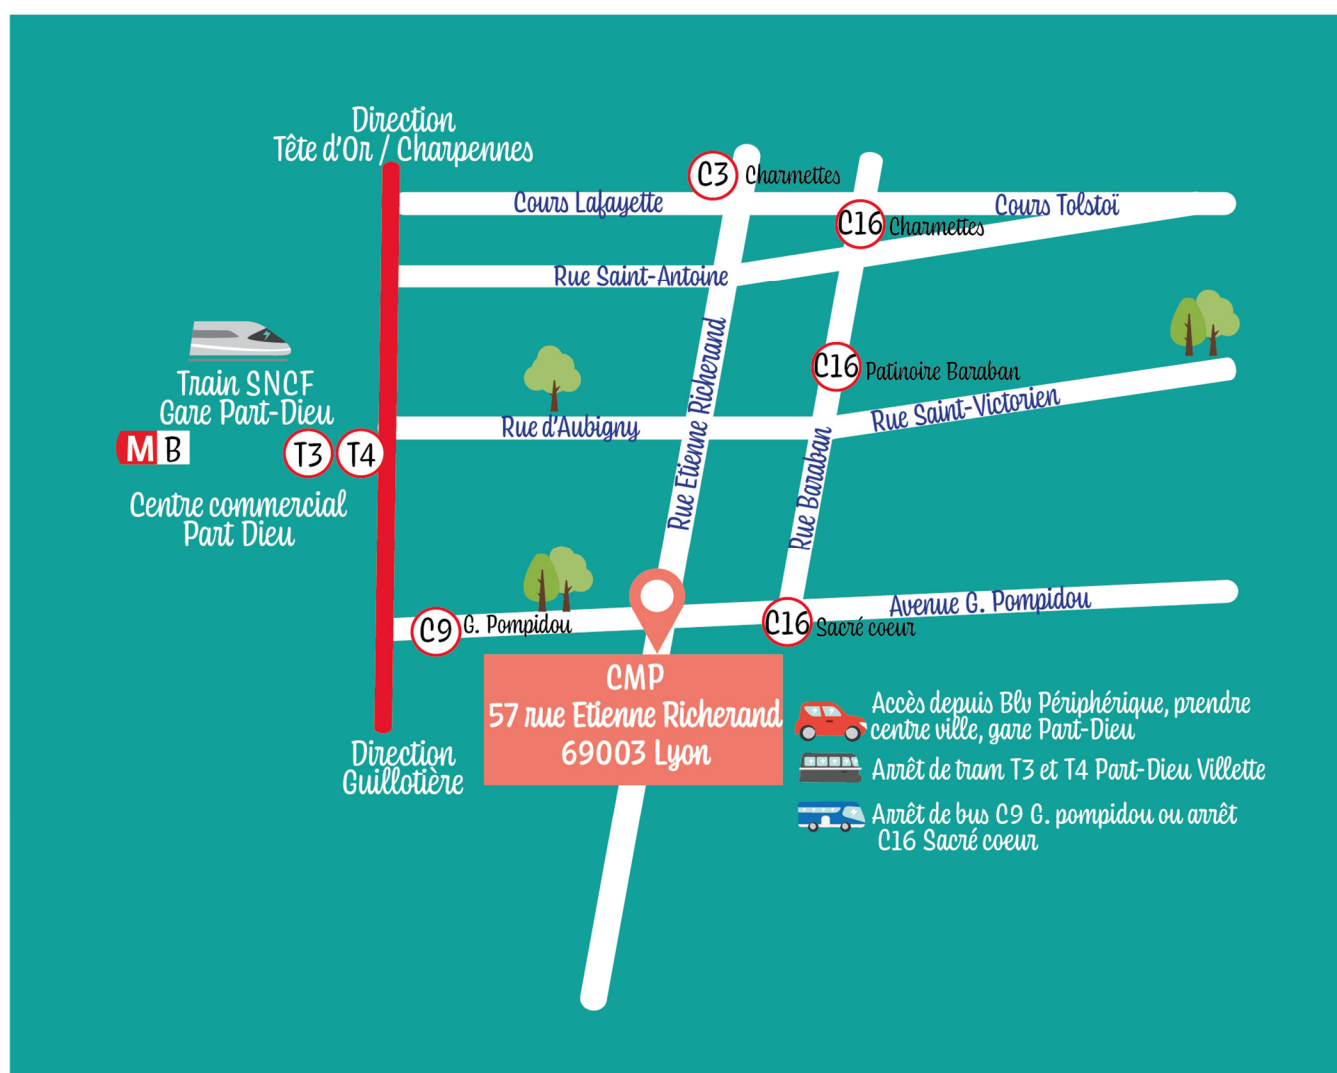 Direction
Tête d'Or / Charpennes
C3 Charmettes
Cours Lafayette
Cours Tolstoï
C16 Charmettes
Rue Saint-Antoine
Train SNCF
Gare Part-Dieu
M B
T3 T4
Centre commercial
Part Dieu
Rue Etienne Richerand
C16 Patinoire Baraban
Rue d'Aubigny
Rue Saint-Victorien
Rue Baraban
C9 G. Pompidou
C16 Sacré coeur
Avenue G. Pompidou
Direction
Guillotière
CMP
57 rue Etienne Richerand
69003 Lyon
Accès depuis Blv Périphérique, prendre
centre ville, gare Part-Dieu
Arrêt de tram T3 et T4 Part-Dieu Villette
Arrêt de bus C9 G. pompidou ou arrêt
C16 Sacré coeur